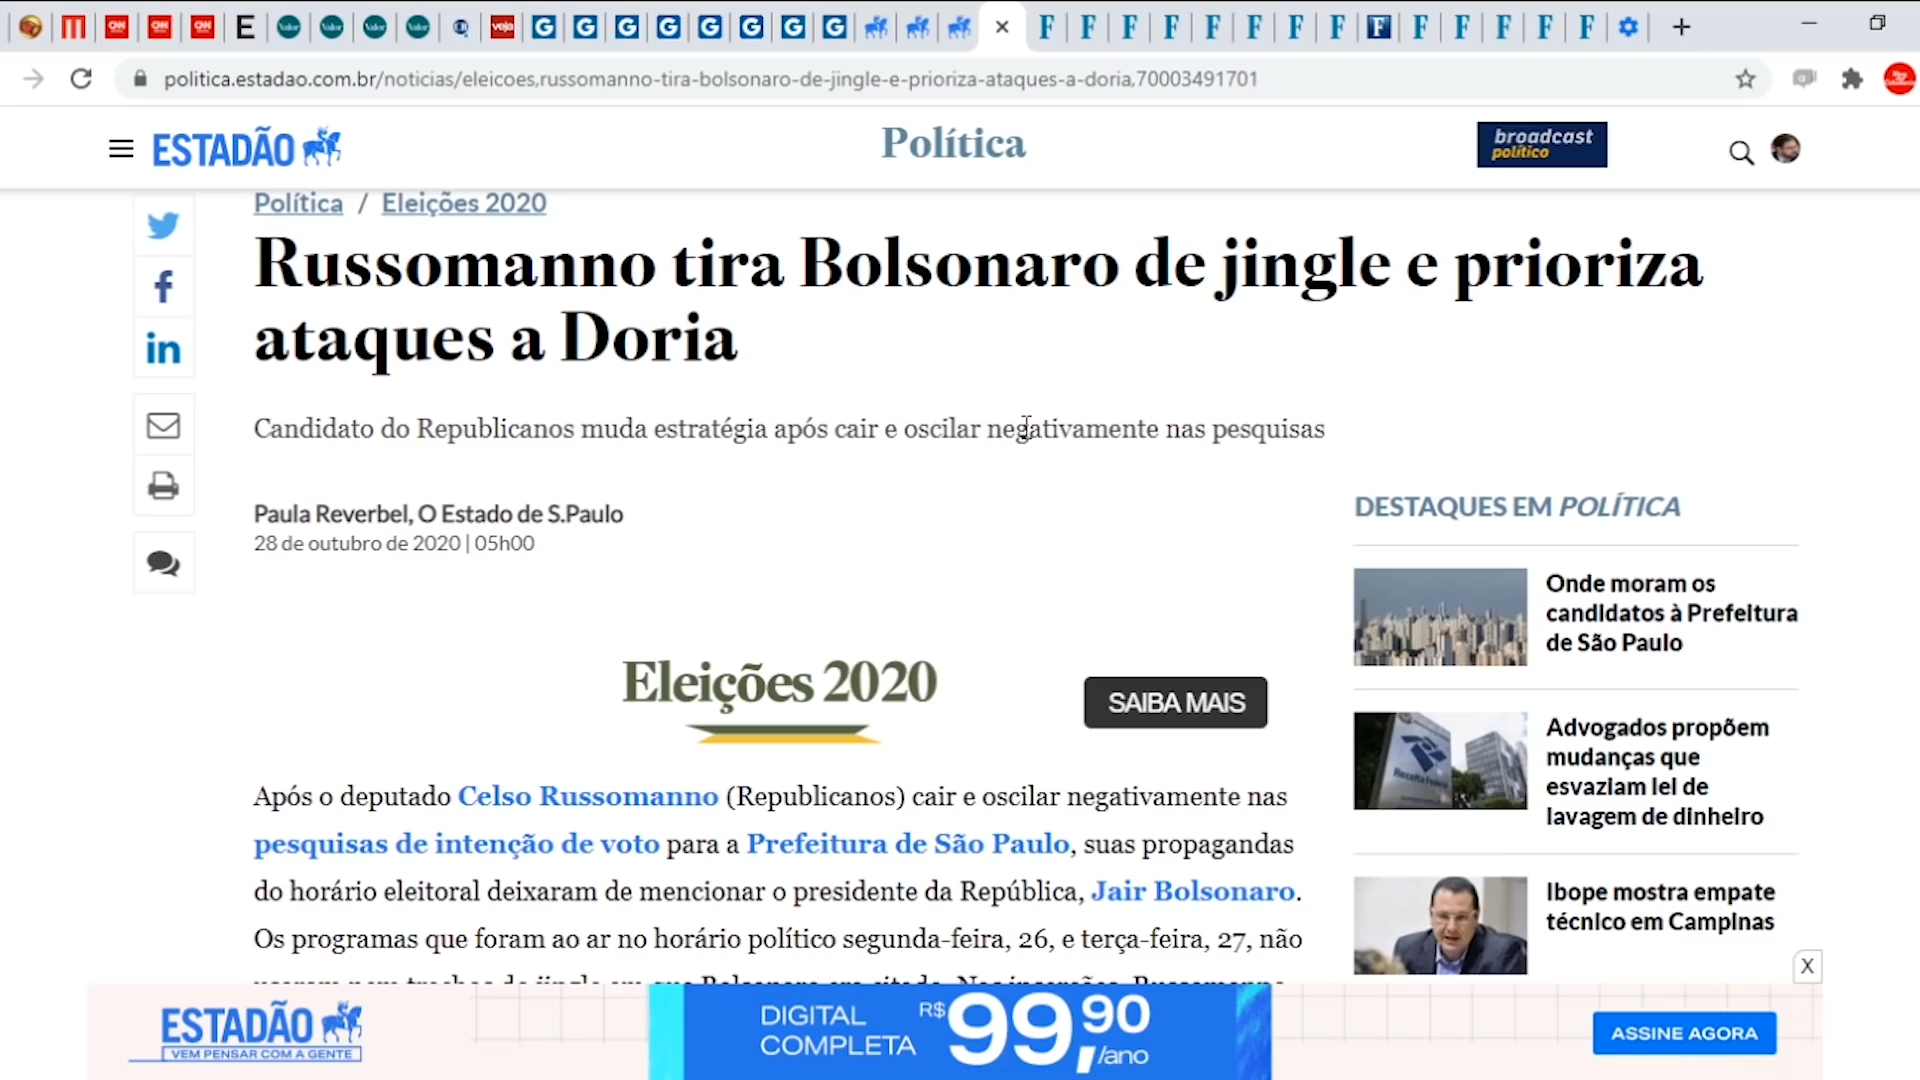 politica.estadao.com.br/noticias/eleicoes,russomanno-tira-bolsonaro-de-jingle-e-prioriza-ataques-a-doria,70003491701
ESTADÃO
Política
broadcast
político
Política / Eleições 2020
Russomanno tira Bolsonaro de jingle e prioriza
ataques a Doria
Candidato do Republicanos muda estratégia após cair e oscilar negativamente nas pesquisas
Paula Reverbel, O Estado de S.Paulo
28 de outubro de 2020 | 05h00
Eleições 2020
SAIBA MAIS
Após o deputado Celso Russomanno (Republicanos) cair e oscilar negativamente nas
pesquisas de intenção de voto para a Prefeitura de São Paulo, suas propagandas
do horário eleitoral deixaram de mencionar o presidente da República, Jair Bolsonaro.
Os programas que foram ao ar no horário político segunda-feira, 26, e terça-feira, 27, não
DESTAQUES EM POLÍTICA
Onde moram os
candidatos à Prefeitura
de São Paulo
Receita Federal
Advogados propõem
mudanças que
esvaziam lei de
lavagem de dinheiro
Ibope mostra empate
técnico em Campinas
X
ESTADÃO
VEM PENSAR COM A GENTE
DIGITAL
COMPLETA
R$ 99,90
/ano
ASSINE AGORA